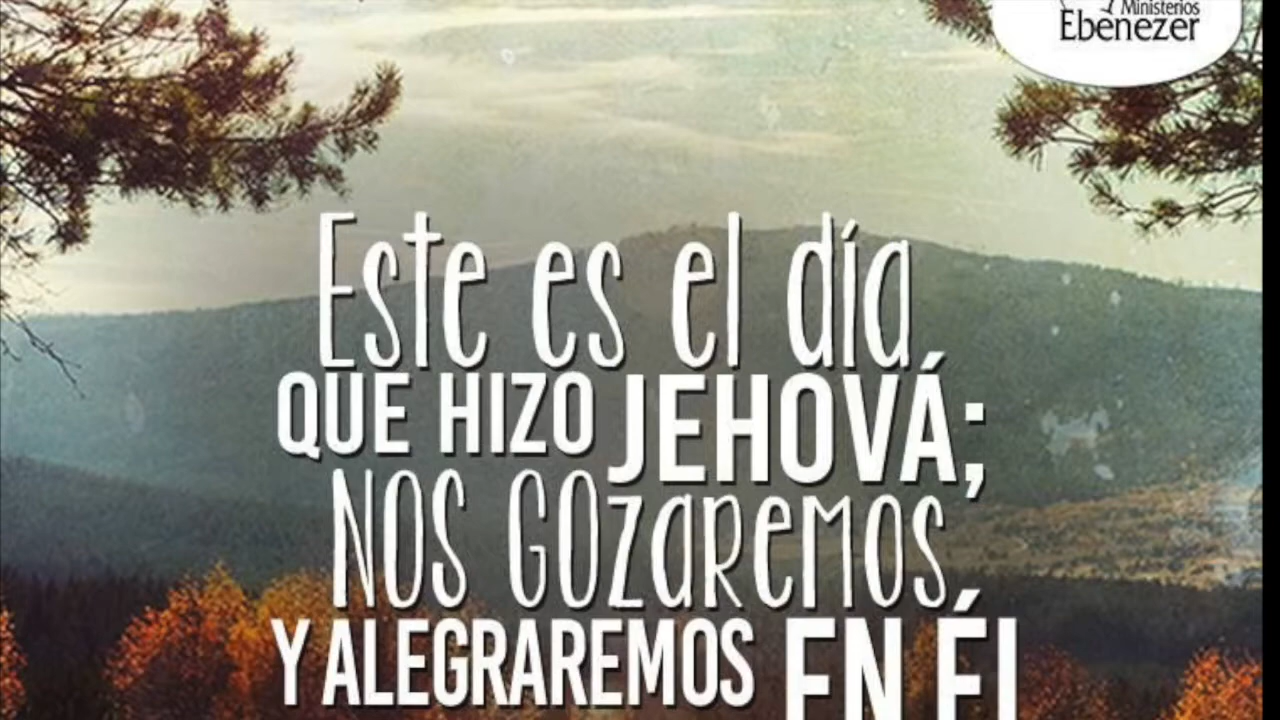 Ministerios
Ebenezer
Este es el día
QUE HIZO JEHOVÁ;
NOS GOZAREMOS
Y ALEGRAREMOS EN ÉL